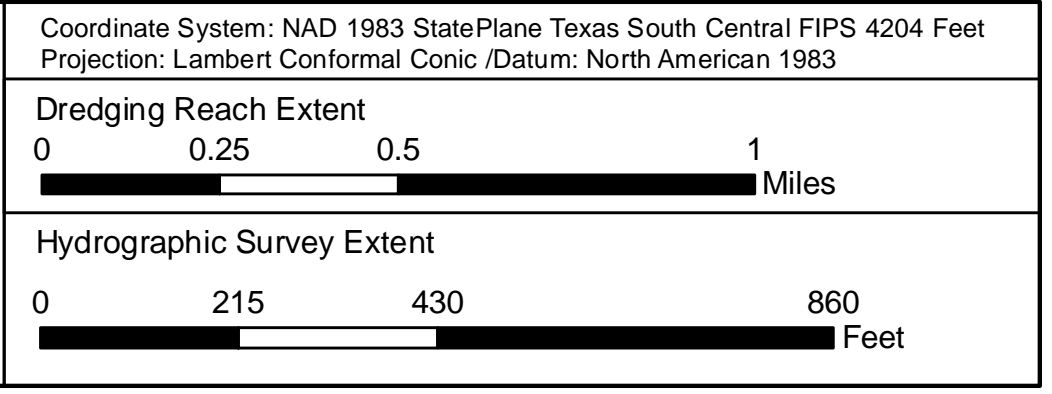 Coordinate System: NAD 1983 StatePlane Texas South Central FIPS 4204 Feet
Projection: Lambert Conformal Conic /Datum: North American 1983
Dredging Reach Extent
0 0.25 0.5 1
Miles
Hydrographic Survey Extent
0 215 430 860
Feet